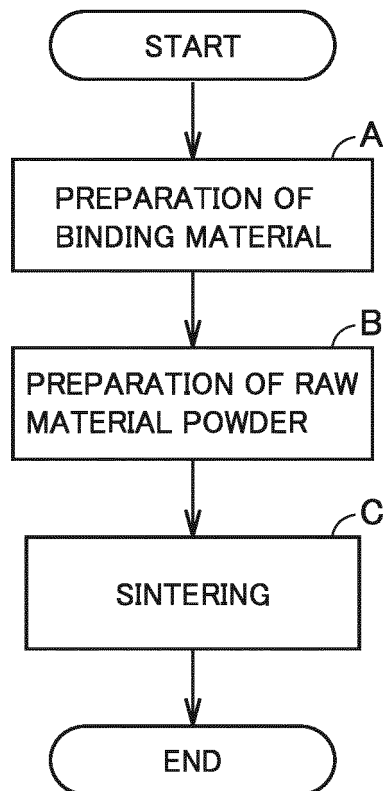 START
A
PREPARATION OF
BINDING MATERIAL
B
PREPARATION OF RAW
MATERIAL POWDER
C
SINTERING
END